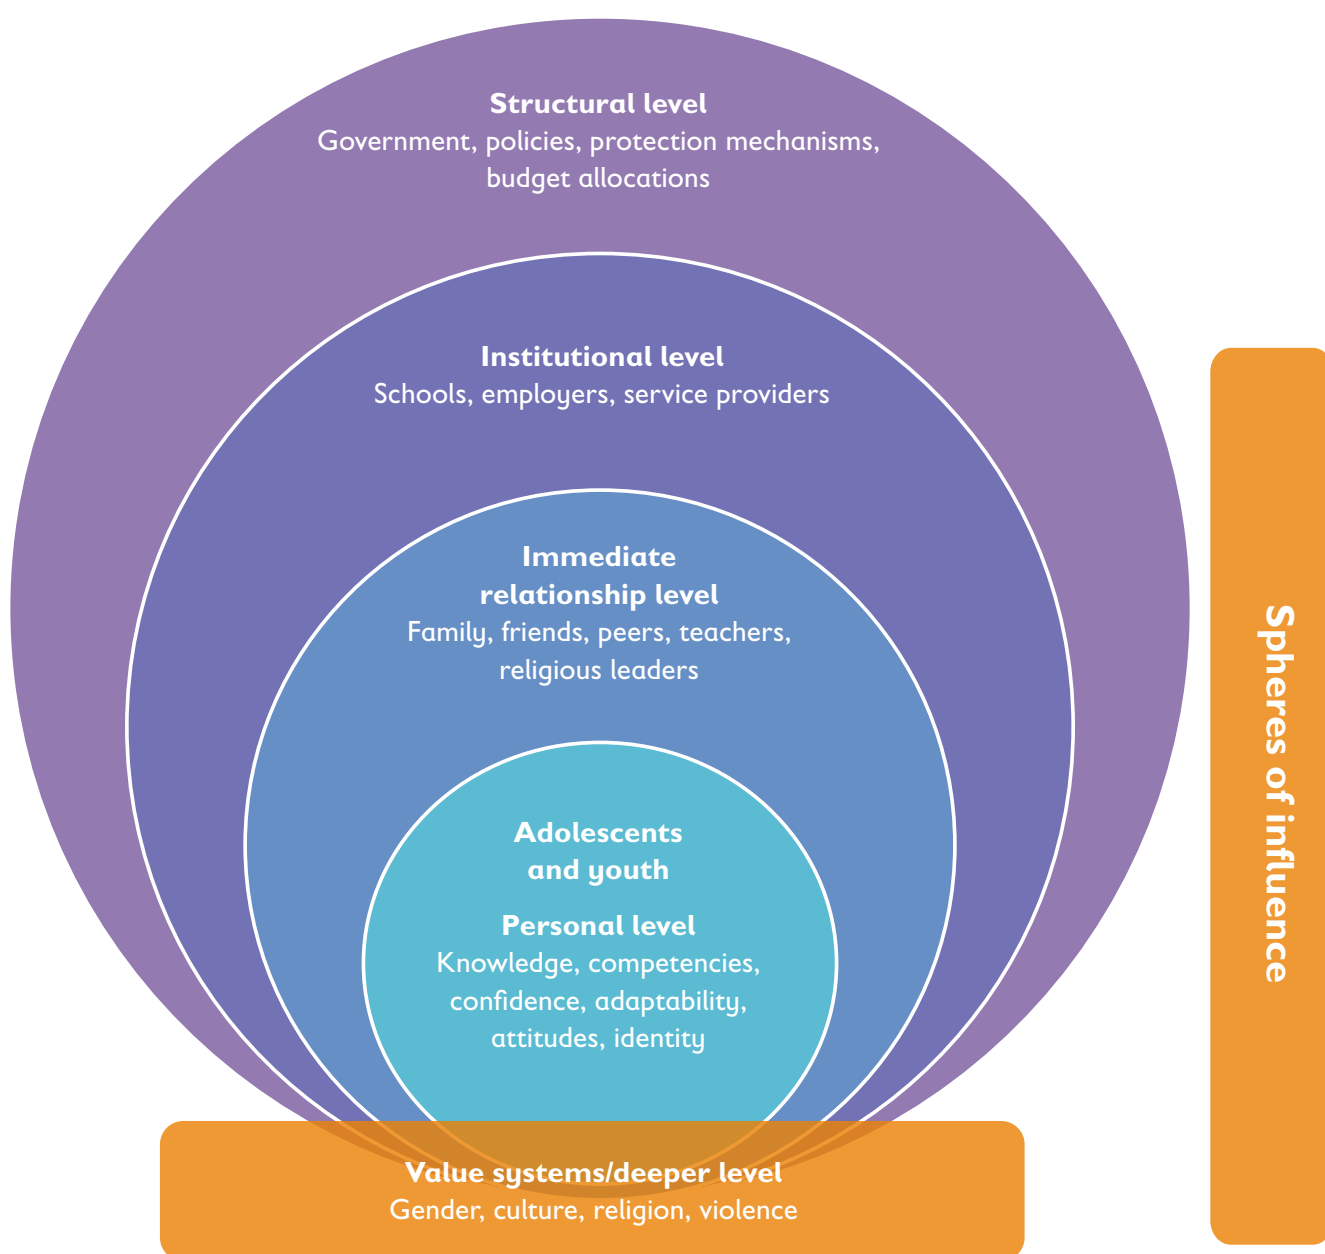 Structural level
Government, policies, protection mechanisms,
budget allocations
Institutional level
Schools, employers, service providers
Immediate
relationship level
Family, friends, peers, teachers,
religious leaders
Adolescents
and youth
Personal level
Knowledge, competencies,
confidence, adaptability,
attitudes, identity
Value systems/deeper level
Gender, culture, religion, violence
Spheres of influence